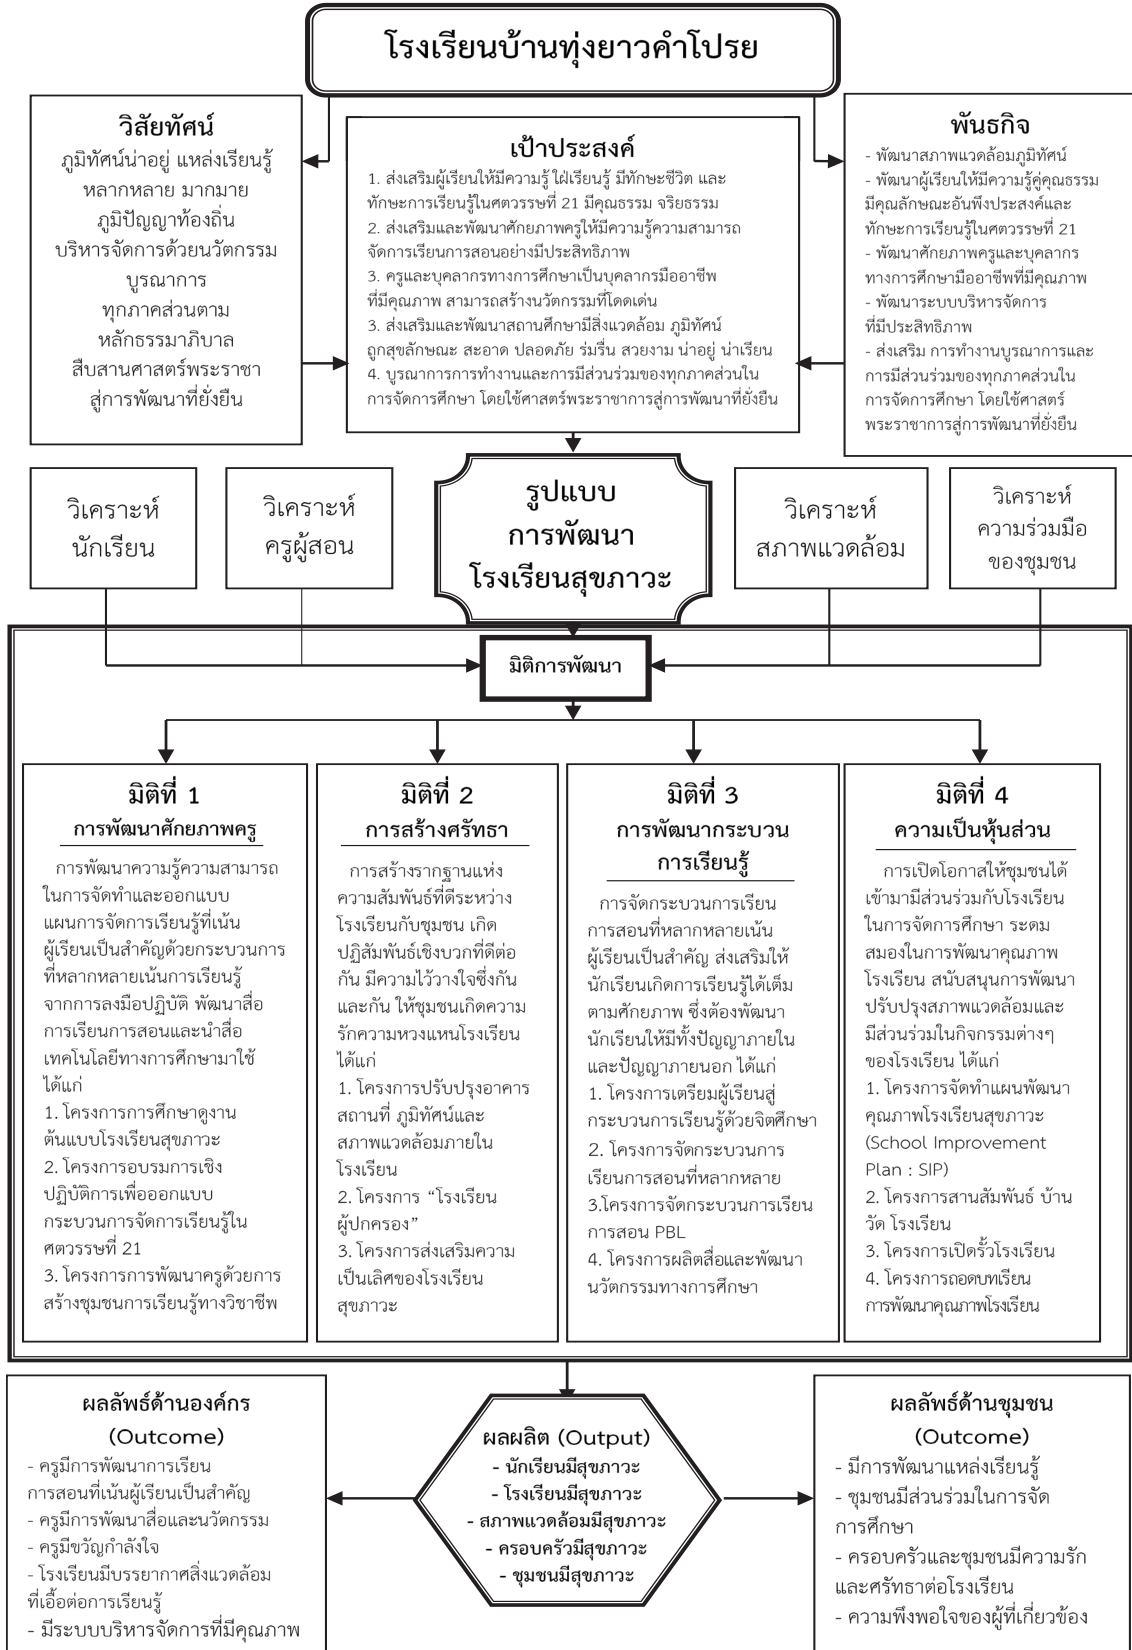 โรงเรียนบ้านทุ่งยาวคำโปรย
วิสัยทัศน์
ภูมิทัศน์น่าอยู่ แหล่งเรียนรู้
หลากหลาย มากมาย
ภูมิปัญญาท้องถิ่น
บริหารจัดการด้วยนวัตกรรม
บูรณาการ
ทุกภาคส่วนตาม
หลักธรรมาภิบาล
สืบสานศาสตร์พระราชา
สู่การพัฒนาที่ยั่งยืน
เป้าประสงค์
1. ส่งเสริมผู้เรียนให้มีความรู้ ใฝ่เรียนรู้ มีทักษะชีวิต และ
ทักษะการเรียนรู้ในศตวรรษที่ 21 มีคุณธรรม จริยธรรม
2. ส่งเสริมและพัฒนาศักยภาพครูให้มีความรู้ความสามารถ
จัดการเรียนการสอนอย่างมีประสิทธิภาพ
3. ครูและบุคลากรทางการศึกษาเป็นบุคลากรมืออาชีพ
ที่มีคุณภาพ สามารถสร้างนวัตกรรมที่โดดเด่น
3. ส่งเสริมและพัฒนาสถานศึกษามีสิ่งแวดล้อม ภูมิทัศน์
ถูกสุขลักษณะ สะอาด ปลอดภัย ร่มรื่น สวยงาม น่าอยู่ น่าเรียน
4. บูรณาการการทำงานและการมีส่วนร่วมของทุกภาคส่วนใน
การจัดการศึกษา โดยใช้ศาสตร์พระราชาการสู่การพัฒนาที่ยั่งยืน
พันธกิจ
- พัฒนาสภาพแวดล้อมภูมิทัศน์
- พัฒนาผู้เรียนให้มีความรู้คู่คุณธรรม
มีคุณลักษณะอันพึงประสงค์และ
ทักษะการเรียนรู้ในศตวรรษที่ 21
- พัฒนาศักยภาพครูและบุคลากร
ทางการศึกษามืออาชีพที่มีคุณภาพ
- พัฒนาระบบบริหารจัดการ
ที่มีประสิทธิภาพ
- ส่งเสริม การทำงานบูรณาการและ
การมีส่วนร่วมของทุกภาคส่วนใน
การจัดการศึกษา โดยใช้ศาสตร์
พระราชาการสู่การพัฒนาที่ยั่งยืน
วิเคราะห์
นักเรียน
วิเคราะห์
ครูผู้สอน
รูปแบบ
การพัฒนา
โรงเรียนสุขภาวะ
วิเคราะห์
สภาพแวดล้อม
วิเคราะห์
ความร่วมมือ
ของชุมชน
มิติการพัฒนา
มิติที่ 1
การพัฒนาศักยภาพครู
การพัฒนาความรู้ความสามารถ
ในการจัดทำและออกแบบ
แผนการจัดการเรียนรู้ที่เน้น
ผู้เรียนเป็นสำคัญด้วยกระบวนการ
ที่หลากหลายเน้นการเรียนรู้
จากการลงมือปฏิบัติ พัฒนาสื่อ
การเรียนการสอนและนำสื่อ
เทคโนโลยีทางการศึกษามาใช้
ได้แก่
1. โครงการการศึกษาดูงาน
ต้นแบบโรงเรียนสุขภาวะ
2. โครงการอบรมการเชิง
ปฏิบัติการเพื่อออกแบบ
กระบวนการจัดการเรียนรู้ใน
ศตวรรษที่ 21
3. โครงการการพัฒนาครูด้วยการ
สร้างชุมชนการเรียนรู้ทางวิชาชีพ
มิติที่ 2
การสร้างศรัทธา
การสร้างรากฐานแห่ง
ความสัมพันธ์ที่ดีระหว่าง
โรงเรียนกับชุมชน เกิด
ปฏิสัมพันธ์เชิงบวกที่ดีต่อ
กัน มีความไว้วางใจซึ่งกัน
และกัน ให้ชุมชนเกิดความ
รักความหวงแหนโรงเรียน
ได้แก่
1. โครงการปรับปรุงอาคาร
สถานที่ ภูมิทัศน์และ
สภาพแวดล้อมภายใน
โรงเรียน
2. โครงการ “โรงเรียน
ผู้ปกครอง”
3. โครงการส่งเสริมความ
เป็นเลิศของโรงเรียน
สุขภาวะ
มิติที่ 3
การพัฒนากระบวน
การเรียนรู้
การจัดกระบวนการเรียน
การสอนที่หลากหลายเน้น
ผู้เรียนเป็นสำคัญ ส่งเสริมให้
นักเรียนเกิดการเรียนรู้ได้เต็ม
ตามศักยภาพ ซึ่งต้องพัฒนา
นักเรียนให้มีทั้งปัญญาภายใน
และปัญญาภายนอก ได้แก่
1. โครงการเตรียมผู้เรียนสู่
กระบวนการเรียนรู้ด้วยจิตศึกษา
2. โครงการจัดกระบวนการ
เรียนการสอนที่หลากหลาย
3.โครงการจัดกระบวนการเรียน
การสอน PBL
4. โครงการผลิตสื่อและพัฒนา
นวัตกรรมทางการศึกษา
มิติที่ 4
ความเป็นหุ้นส่วน
การเปิดโอกาสให้ชุมชนได้
เข้ามามีส่วนร่วมกับโรงเรียน
ในการจัดการศึกษา ระดม
สมองในการพัฒนาคุณภาพ
โรงเรียน สนับสนุนการพัฒนา
ปรับปรุงสภาพแวดล้อมและ
มีส่วนร่วมในกิจกรรมต่างๆ
ของโรงเรียน ได้แก่
1. โครงการจัดทำแผนพัฒนา
คุณภาพโรงเรียนสุขภาวะ
(School Improvement
Plan : SIP)
2. โครงการสานสัมพันธ์ บ้าน
วัด โรงเรียน
3. โครงการเปิดรั้วโรงเรียน
4. โครงการถอดบทเรียน
การพัฒนาคุณภาพโรงเรียน
ผลลัพธ์ด้านองค์กร
(Outcome)
- ครูมีการพัฒนาการเรียน
การสอนที่เน้นผู้เรียนเป็นสำคัญ
- ครูมีการพัฒนาสื่อและนวัตกรรม
- ครูมีขวัญกำลังใจ
- โรงเรียนมีบรรยากาศสิ่งแวดล้อม
ที่เอื้อต่อการเรียนรู้
- มีระบบบริหารจัดการที่มีคุณภาพ
ผลผลิต (Output)
- นักเรียนมีสุขภาวะ
- โรงเรียนมีสุขภาวะ
- สภาพแวดล้อมมีสุขภาวะ
- ครอบครัวมีสุขภาวะ
- ชุมชนมีสุขภาวะ
ผลลัพธ์ด้านชุมชน
(Outcome)
- มีการพัฒนาแหล่งเรียนรู้
- ชุมชนมีส่วนร่วมในการจัด
การศึกษา
- ครอบครัวและชุมชนมีความรัก
และศรัทธาต่อโรงเรียน
- ความพึงพอใจของผู้ที่เกี่ยวข้อง